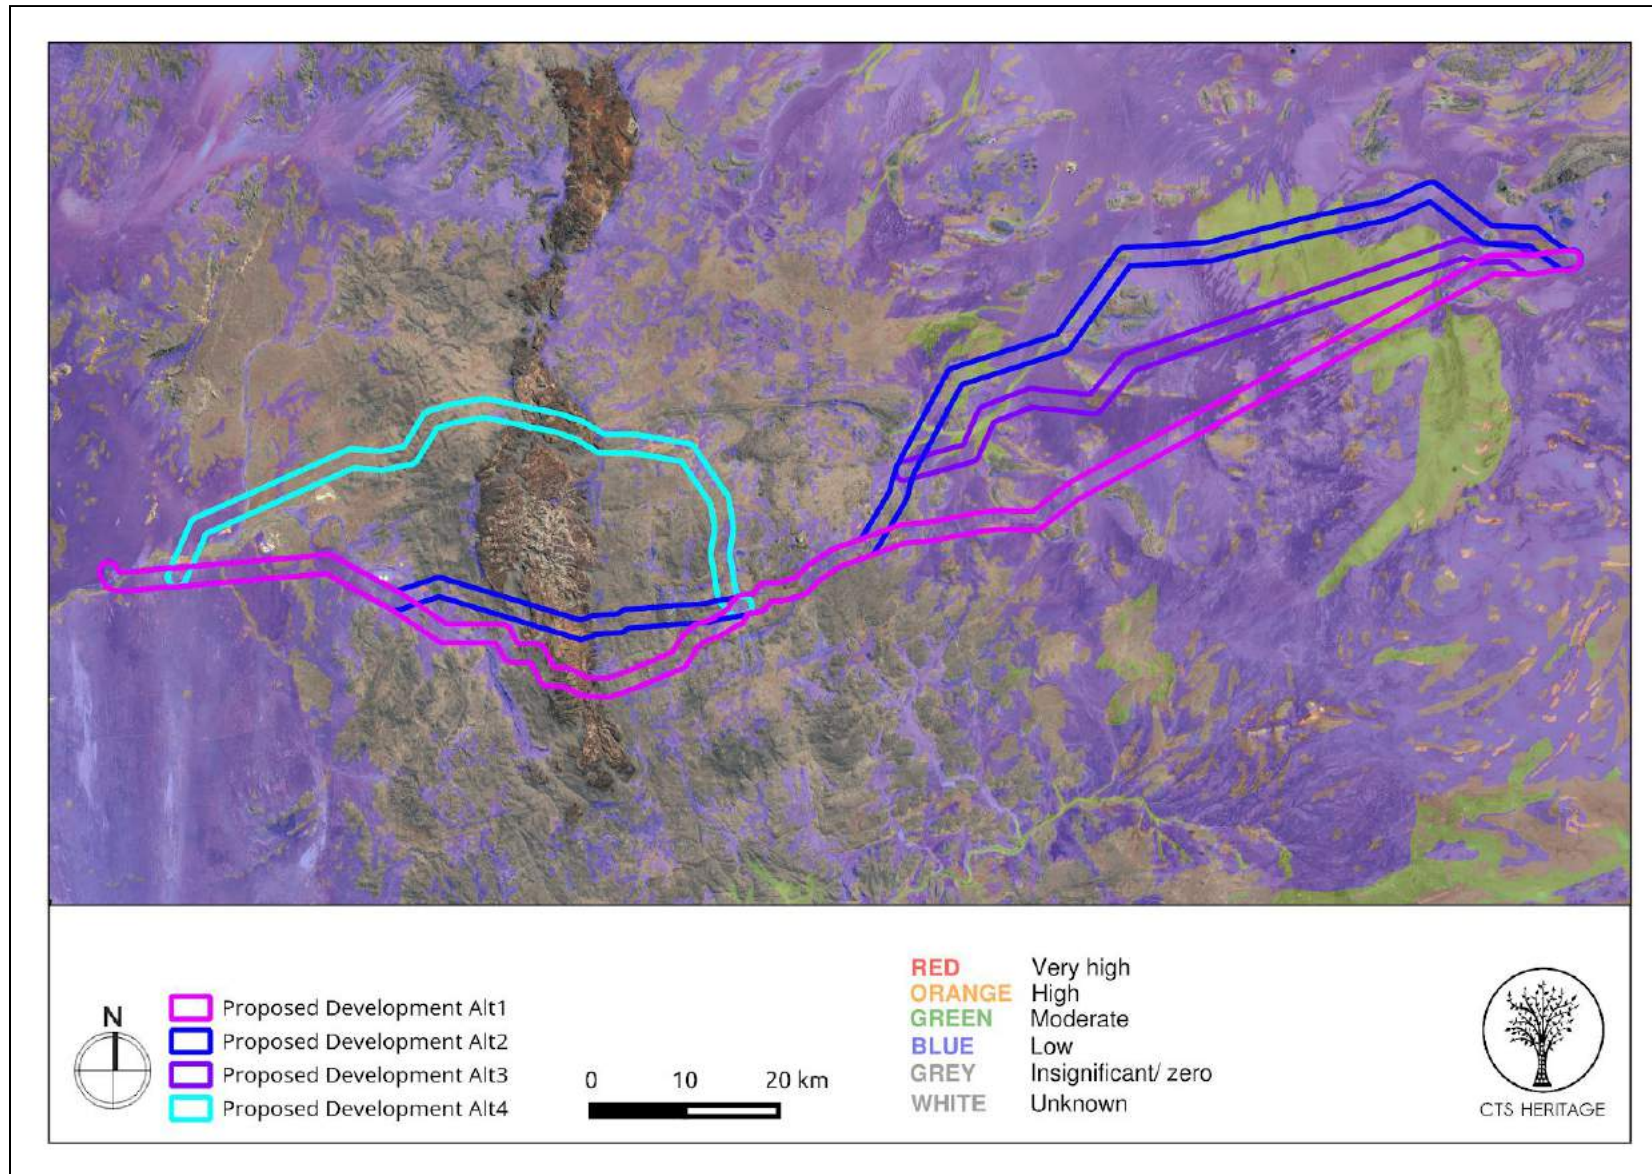 N
Proposed Development Alt1
Proposed Development Alt2
Proposed Development Alt3
Proposed Development Alt4
0 10 20 km
RED Very high
ORANGE High
GREEN Moderate
BLUE Low
GREY Insignificant/ zero
WHITE Unknown
CTS HERITAGE